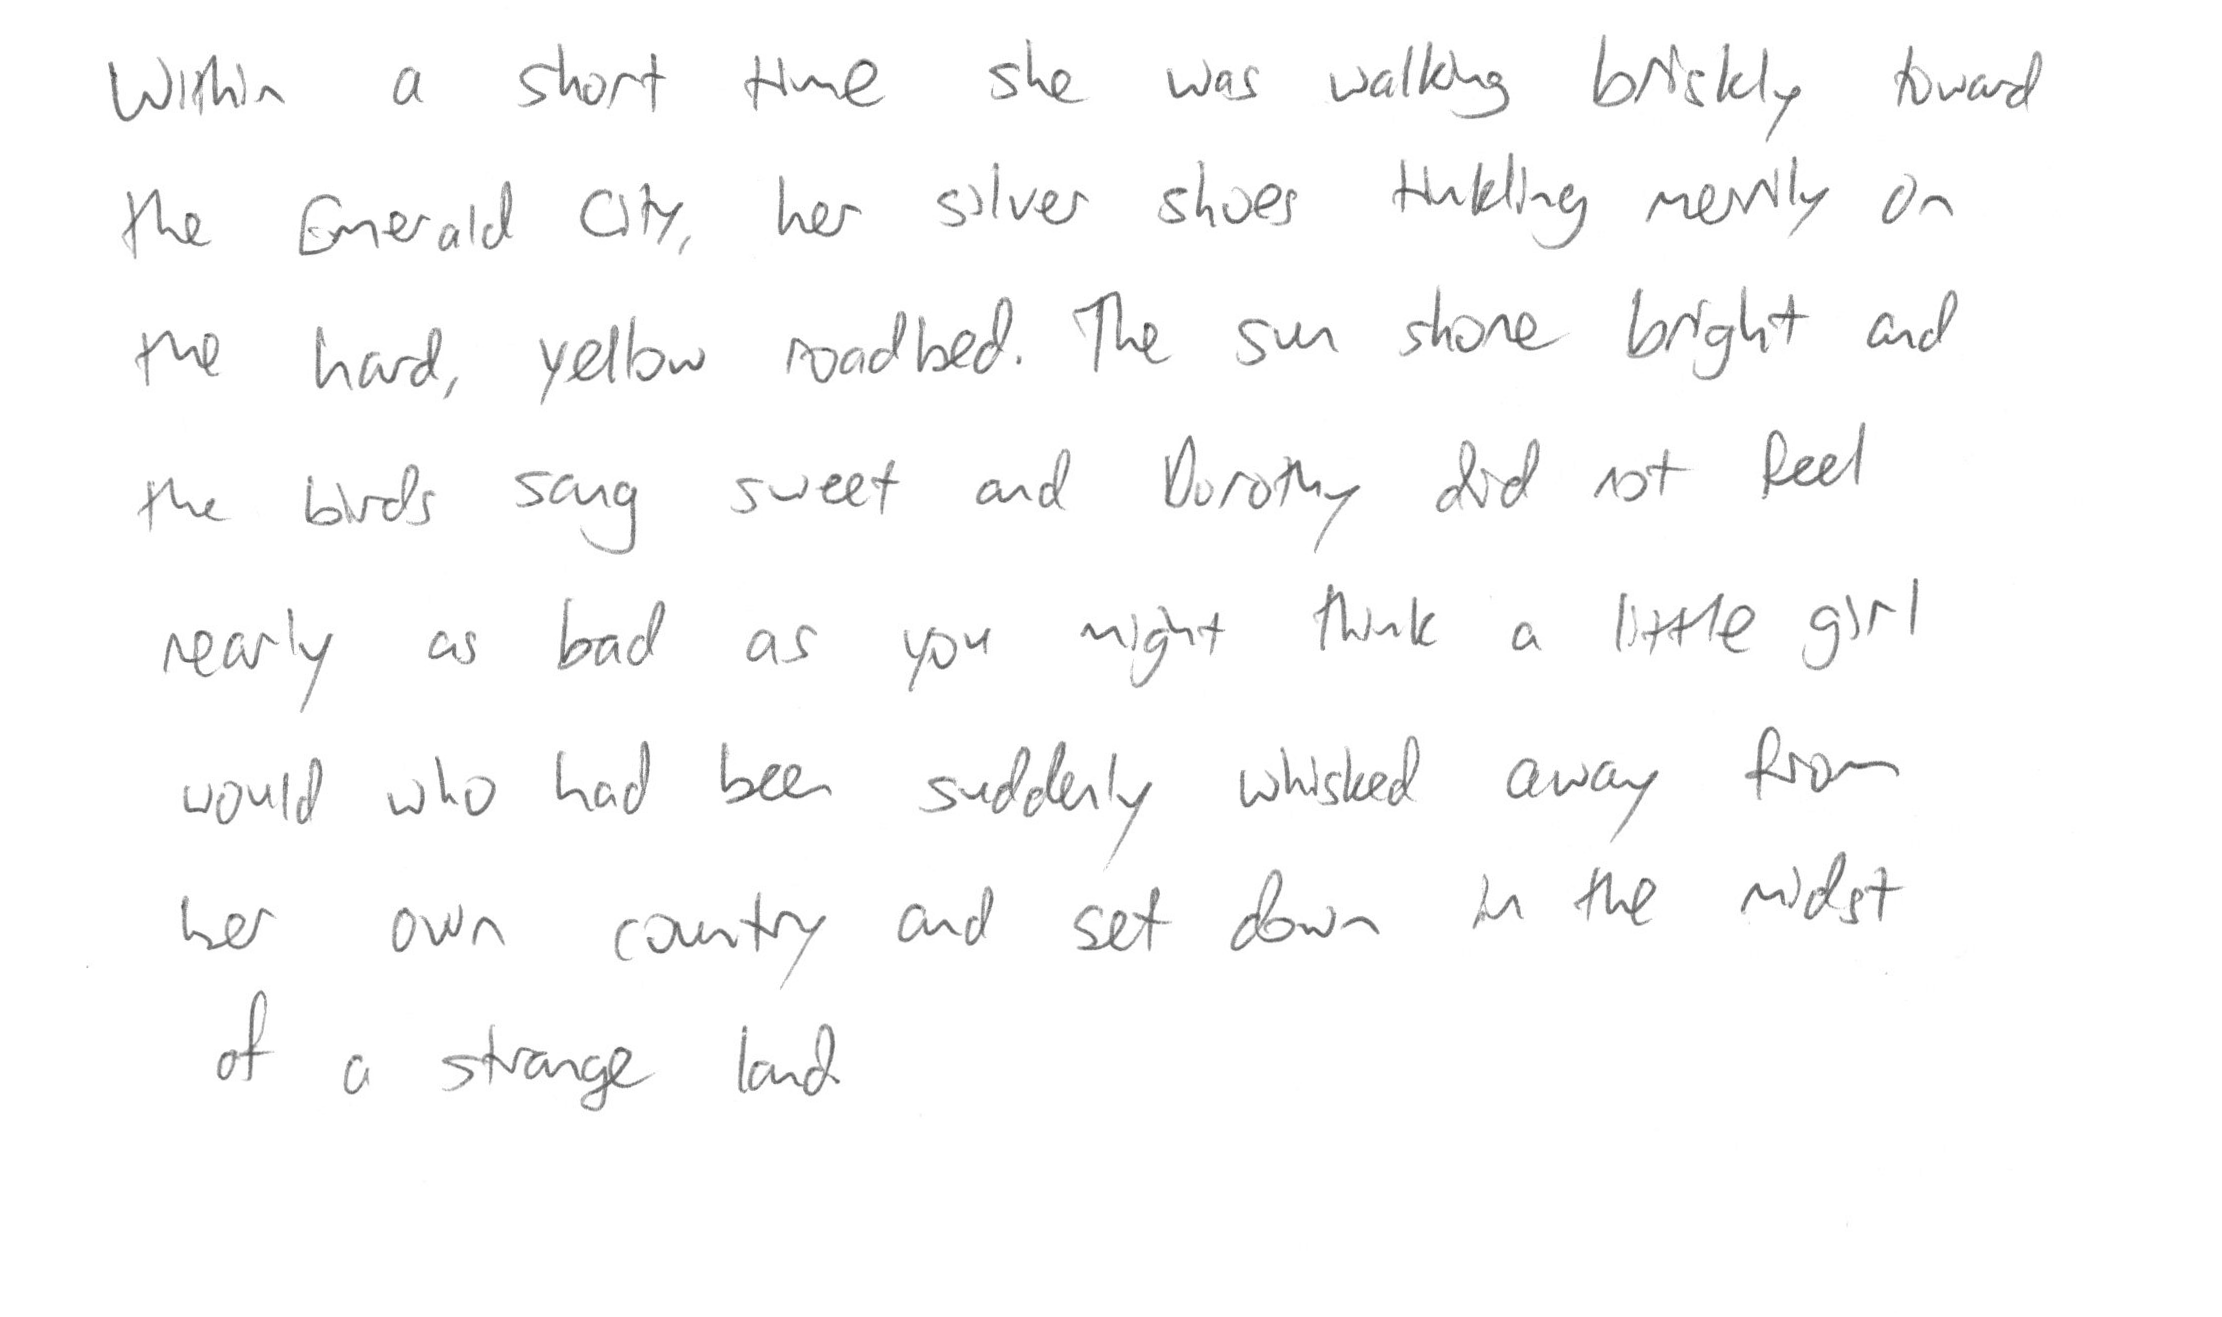 Within a short time she was walking briskly toward
the Emerald City, her silver shoes tinkling merrily on
the hard, yellow roadbed. The sun shone bright and
the birds sang sweet and Dorothy did not feel
nearly as bad as you might think a little girl
would who had been suddenly whisked away from
her own country and set down in the midst
of a strange land